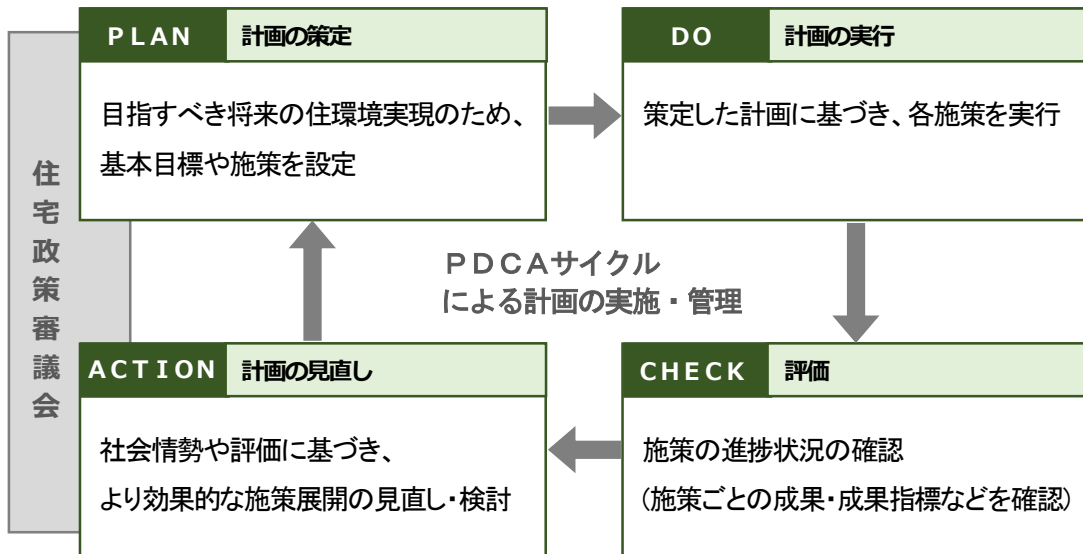 住宅政策審議会
PLAN 計画の策定
目指すべき将来の住環境実現のため、
基本目標や施策を設定
DO 計画の実行
策定した計画に基づき、各施策を実行
PDCAサイクル
による計画の実施・管理
ACTION 計画の見直し
社会情勢や評価に基づき、
より効果的な施策展開の見直し・検討
CHECK 評価
施策の進捗状況の確認
(施策ごとの成果・成果指標などを確認)